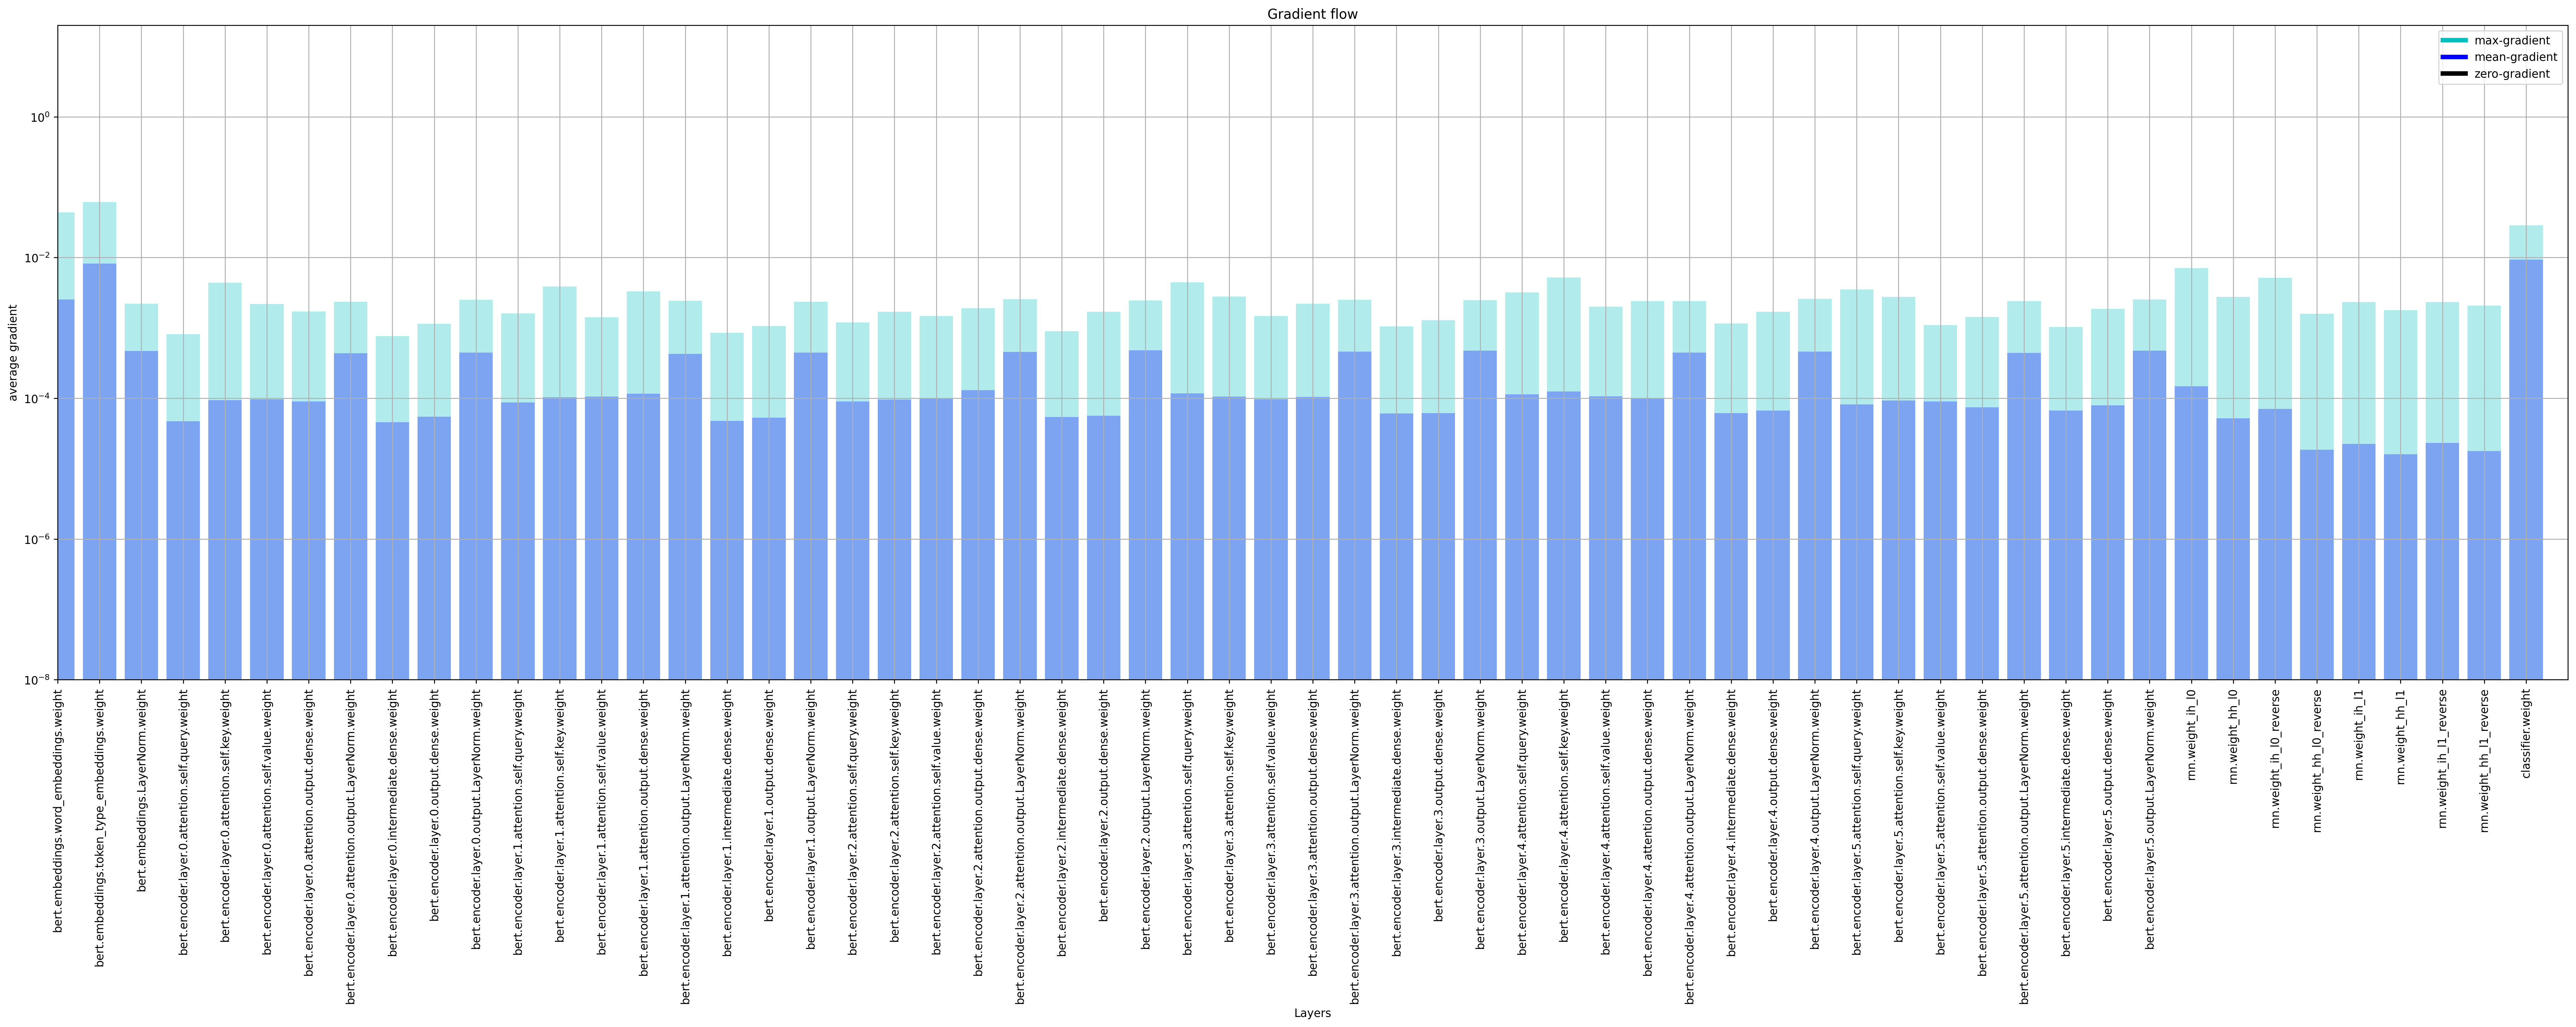 Gradient flow
max-gradient
mean-gradient
zero-gradient
average gradient
10⁰
10⁻²
10⁻⁴
10⁻⁶
10⁻⁸
bert.embeddings.word_embeddings.weight
bert.embeddings.token_type_embeddings.weight
bert.embeddings.LayerNorm.weight
bert.encoder.layer.0.attention.self.query.weight
bert.encoder.layer.0.attention.self.key.weight
bert.encoder.layer.0.attention.self.value.weight
bert.encoder.layer.0.attention.output.dense.weight
bert.encoder.layer.0.attention.output.LayerNorm.weight
bert.encoder.layer.0.intermediate.dense.weight
bert.encoder.layer.0.output.dense.weight
bert.encoder.layer.0.output.LayerNorm.weight
bert.encoder.layer.1.attention.self.query.weight
bert.encoder.layer.1.attention.self.key.weight
bert.encoder.layer.1.attention.self.value.weight
bert.encoder.layer.1.attention.output.dense.weight
bert.encoder.layer.1.attention.output.LayerNorm.weight
bert.encoder.layer.1.intermediate.dense.weight
bert.encoder.layer.1.output.dense.weight
bert.encoder.layer.1.output.LayerNorm.weight
bert.encoder.layer.2.attention.self.query.weight
bert.encoder.layer.2.attention.self.key.weight
bert.encoder.layer.2.attention.self.value.weight
bert.encoder.layer.2.attention.output.dense.weight
bert.encoder.layer.2.attention.output.LayerNorm.weight
bert.encoder.layer.2.intermediate.dense.weight
bert.encoder.layer.2.output.dense.weight
bert.encoder.layer.2.output.LayerNorm.weight
bert.encoder.layer.3.attention.self.query.weight
bert.encoder.layer.3.attention.self.key.weight
bert.encoder.layer.3.attention.self.value.weight
bert.encoder.layer.3.attention.output.dense.weight
bert.encoder.layer.3.attention.output.LayerNorm.weight
bert.encoder.layer.3.intermediate.dense.weight
bert.encoder.layer.3.output.dense.weight
bert.encoder.layer.3.output.LayerNorm.weight
bert.encoder.layer.4.attention.self.query.weight
bert.encoder.layer.4.attention.self.key.weight
bert.encoder.layer.4.attention.self.value.weight
bert.encoder.layer.4.attention.output.dense.weight
bert.encoder.layer.4.attention.output.LayerNorm.weight
bert.encoder.layer.4.intermediate.dense.weight
bert.encoder.layer.4.output.dense.weight
bert.encoder.layer.4.output.LayerNorm.weight
bert.encoder.layer.5.attention.self.query.weight
bert.encoder.layer.5.attention.self.key.weight
bert.encoder.layer.5.attention.self.value.weight
bert.encoder.layer.5.attention.output.dense.weight
bert.encoder.layer.5.attention.output.LayerNorm.weight
bert.encoder.layer.5.intermediate.dense.weight
bert.encoder.layer.5.output.dense.weight
bert.encoder.layer.5.output.LayerNorm.weight
rnn.weight_ih_l0
rnn.weight_hh_l0
rnn.weight_ih_l0_reverse
rnn.weight_hh_l0_reverse
rnn.weight_ih_l1
rnn.weight_hh_l1
rnn.weight_ih_l1_reverse
rnn.weight_hh_l1_reverse
classifier.weight
Layers